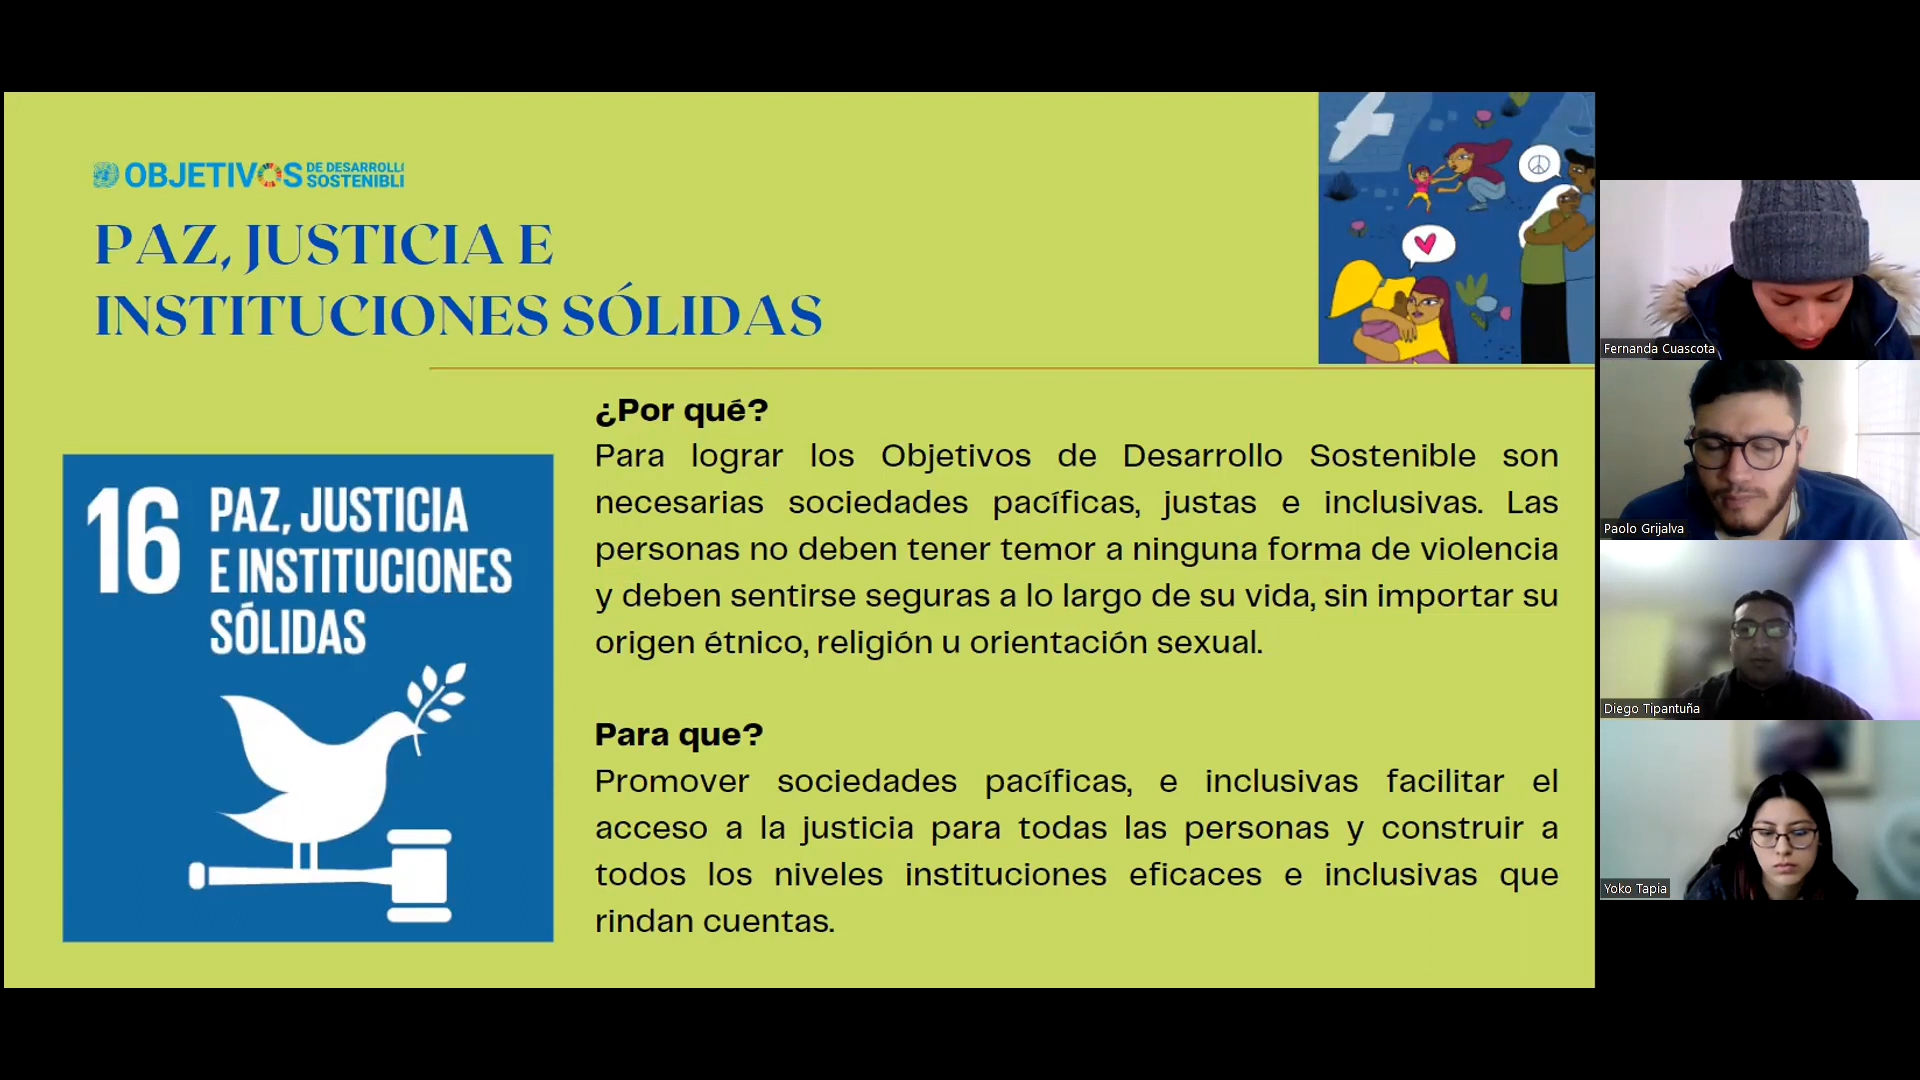 OBJETIVOS DE DESARROLL
SOSTENIBL
PAZ, JUSTICIA E
INSTITUCIONES SÓLIDAS
16 PAZ, JUSTICIA
E INSTITUCIONES
SÓLIDAS
¿Por qué?
Para lograr los Objetivos de Desarrollo Sostenible son
necesarias sociedades pacíficas, justas e inclusivas. Las
personas no deben tener temor a ninguna forma de violencia
y deben sentirse seguras a lo largo de su vida, sin importar su
origen étnico, religión u orientación sexual.
Para que?
Promover sociedades pacíficas, e inclusivas facilitar el
acceso a la justicia para todas las personas y construir a
todos los niveles instituciones eficaces e inclusivas que
rindan cuentas.
Fernanda Cuascota
Paolo Grijalva
Diego Tipantuña
Yoko Tapia